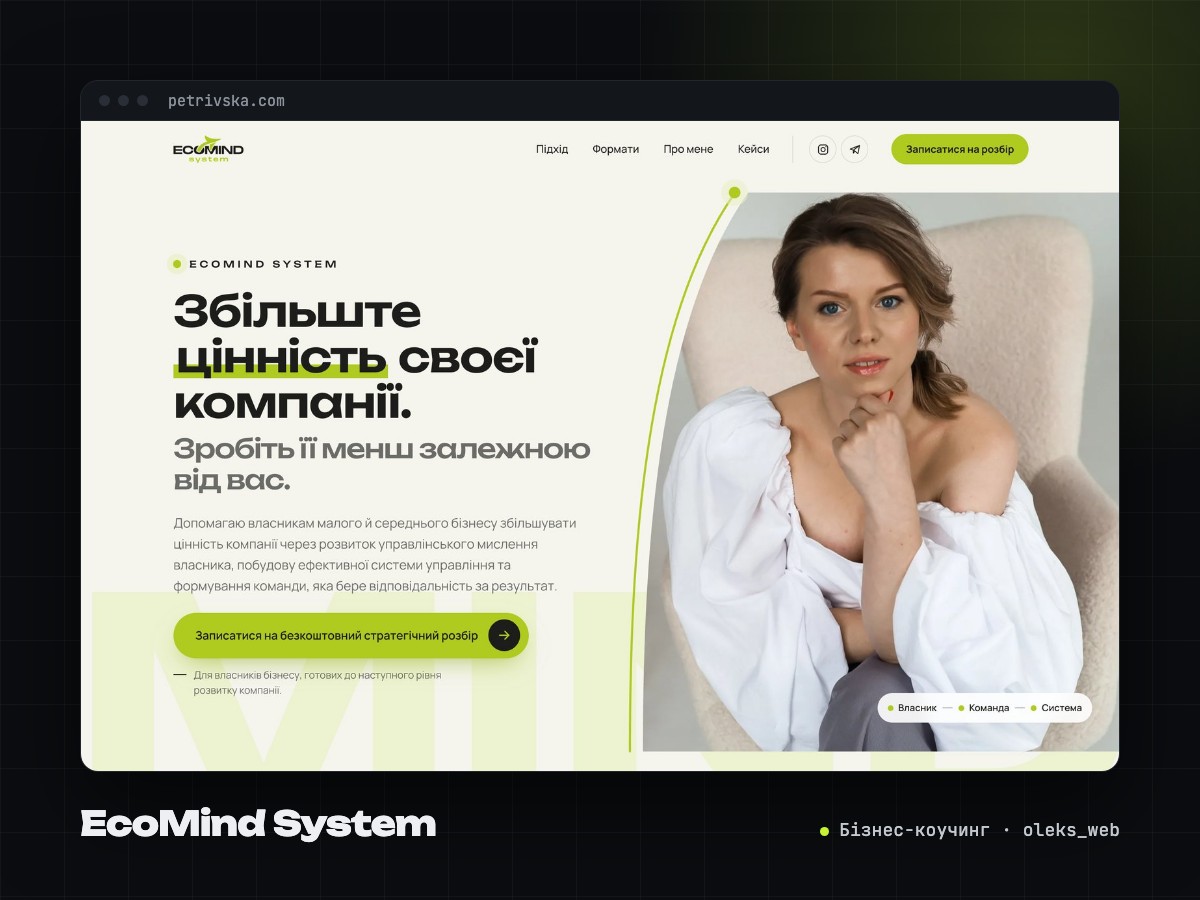 petrivska.com
ECOMIND
system
Підхід
Формати
Про мене
Кейси
Записатися на розбір
ECOMIND SYSTEM
Збільште
цінність своєї
компанії.
Зробіть її менш залежною
від вас.
Допомагаю власникам малого й середнього бізнесу збільшувати
цінність компанії через розвиток управлінського мислення
власника, побудову ефективної системи управління та
формування команди, яка бере відповідальність за результат.
Записатися на безкоштовний стратегічний розбір
Для власників бізнесу, готових до наступного рівня
розвитку компанії.
Власник — Команда — Система
MIND
EcoMind System
Бізнес-коучинг · oleks_web